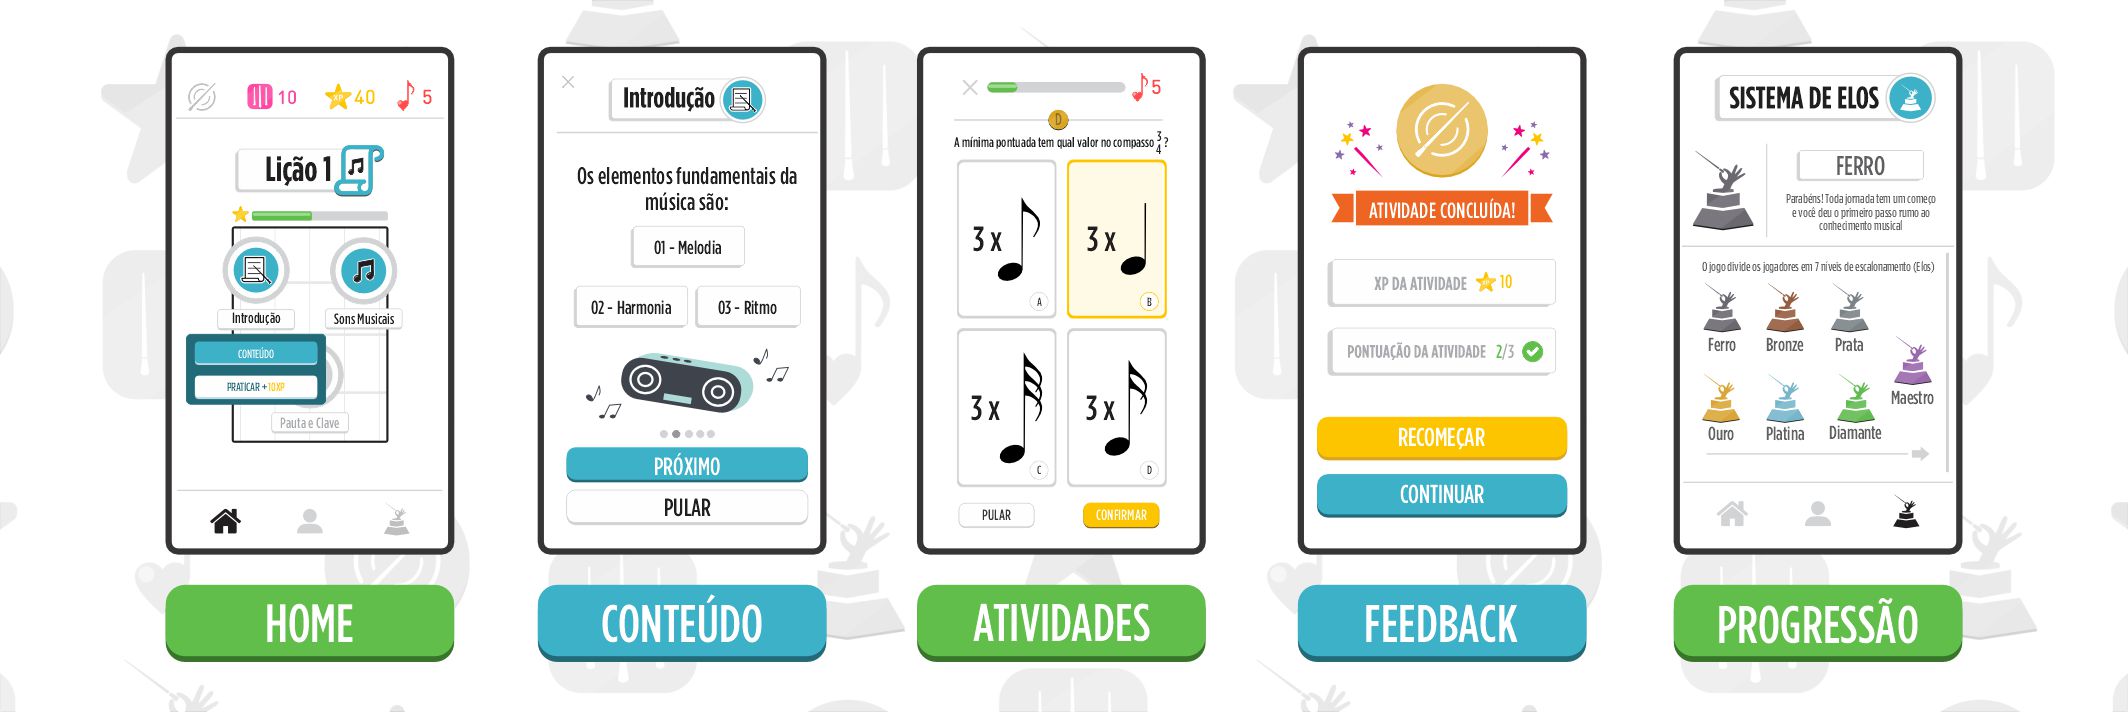 10 XP 40 5
Lição 1
Introdução
Sons Musicais
CONTEÚDO
PRATICAR + 10XP
Pauta e Clave
HOME
Introdução
Os elementos fundamentais da
música são:
01 - Melodia
02 - Harmonia
03 - Ritmo
PRÓXIMO
PULAR
CONTEÚDO
5
D
A mínima pontuada tem qual valor no compasso 3/4 ?
3 x
A
3 x
B
3 x
C
3 x
D
PULAR
CONFIRMAR
ATIVIDADES
ATIVIDADE CONCLUÍDA!
XP DA ATIVIDADE 10
PONTUAÇÃO DA ATIVIDADE 2/3
RECOMEÇAR
CONTINUAR
FEEDBACK
SISTEMA DE ELOS
FERRO
Parabéns! Toda jornada tem um começo
e você deu o primeiro passo rumo ao
conhecimento musical
O jogo divide os jogadores em 7 níveis de escalonamento (Elos)
Ferro
Bronze
Prata
Maestro
Ouro
Platina
Diamante
PROGRESSÃO